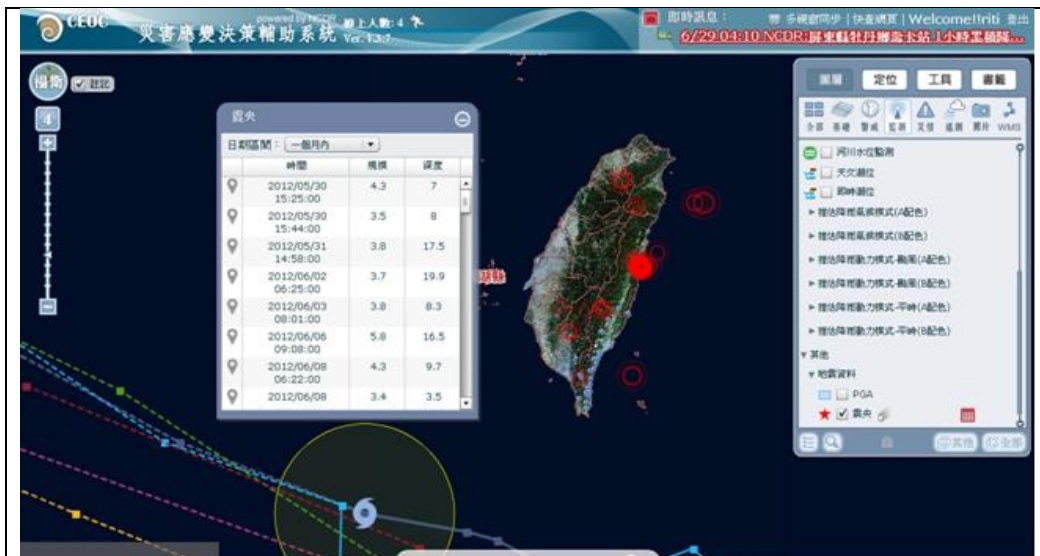 CEOC
powered by NCDR
線上人數: 4
災害應變決策輔助系統
即時訊息：
多視窗同步 | 快查網頁 | Welcome!!riti 登出
6/29 04:10 NCDR:屏東縣牡丹鄉壽卡站 1小時累積降...
註記
4
震央
日期區間： 一個月內
時間 規模 深度
2012/05/30 15:25:00 4.3 7
2012/05/30 15:44:00 3.5 8
2012/05/31 14:58:00 3.8 17.5
2012/06/02 06:25:00 3.7 19.9
2012/06/03 08:01:00 3.8 8.3
2012/06/06 09:08:00 5.8 16.5
2012/06/08 06:22:00 4.3 9.7
2012/06/08 3.4 3.5
圖層 定位 工具 書籤
全部 基礎 警戒 監測 災情 遙測 照片 WMS
河川水位監測
天文潮位
即時潮位
推估降雨氣候模式(A配色)
推估降雨氣候模式(B配色)
推估降雨動力模式-颱風(A配色)
推估降雨動力模式-颱風(B配色)
推估降雨動力模式-平時(A配色)
推估降雨動力模式-平時(B配色)
其他
地震資料
PGA
震央
其他 全部